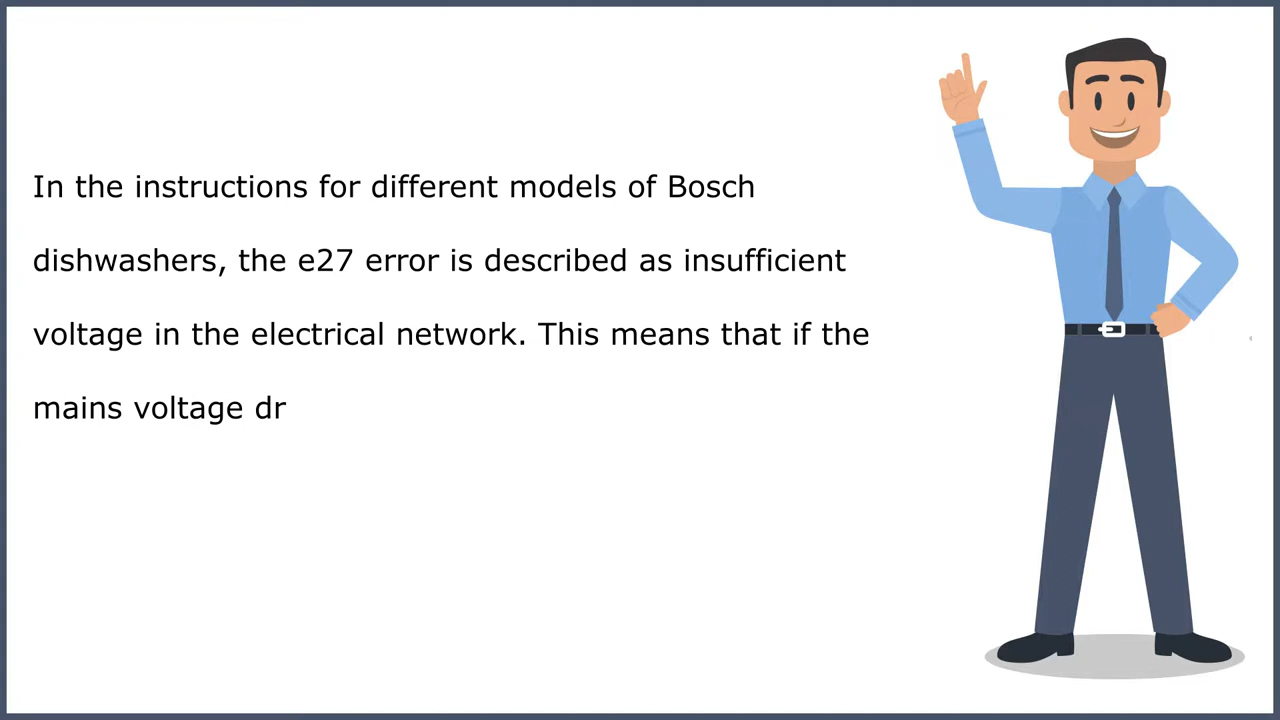 In the instructions for different models of Bosch
dishwashers, the e27 error is described as insufficient
voltage in the electrical network. This means that if the
mains voltage dr